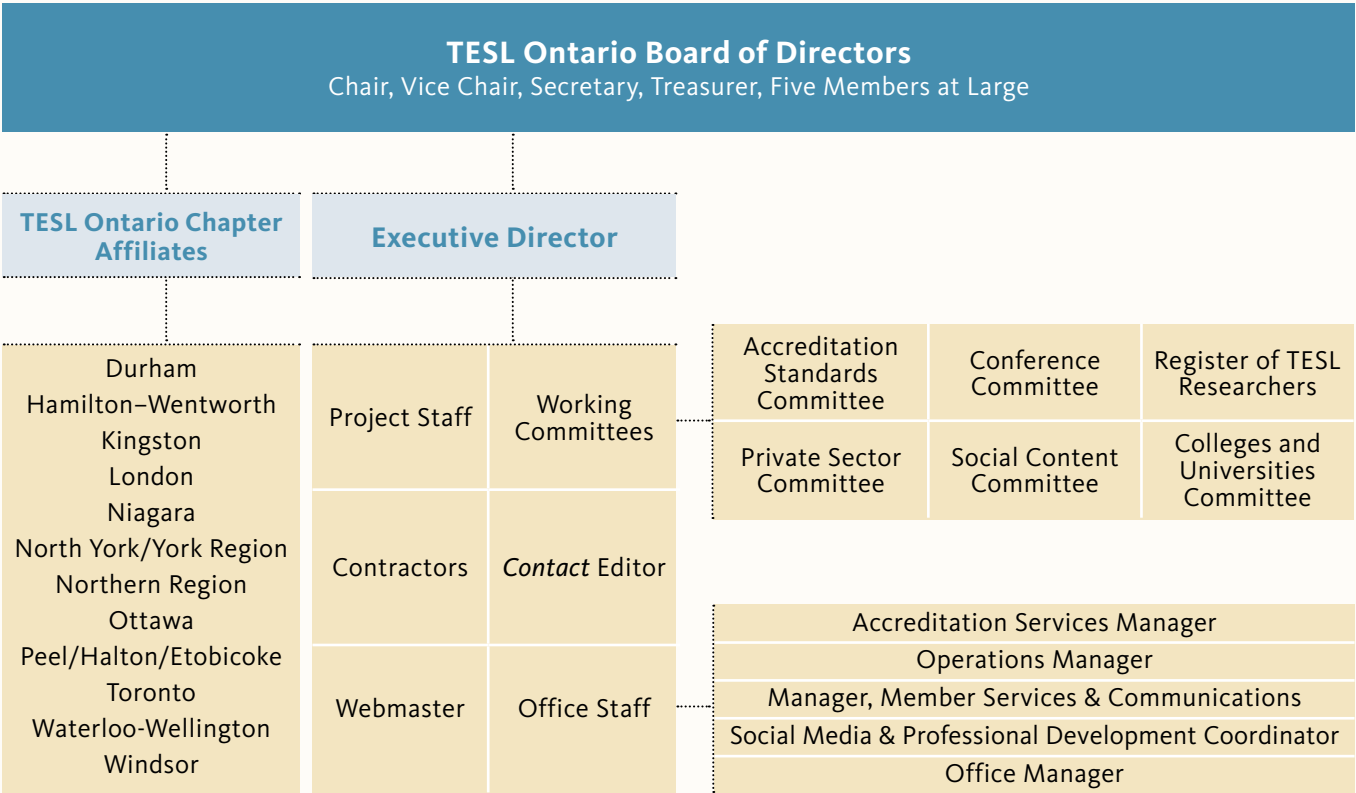 TESL Ontario Board of Directors
Chair, Vice Chair, Secretary, Treasurer, Five Members at Large
TESL Ontario Chapter
Affiliates
Executive Director
Durham
Hamilton–Wentworth
Kingston
London
Niagara
North York/York Region
Northern Region
Ottawa
Peel/Halton/Etobicoke
Toronto
Waterloo-Wellington
Windsor
Project Staff
Working
Committees
Contractors
Contact Editor
Webmaster
Office Staff
Accreditation
Standards
Committee
Conference
Committee
Register of TESL
Researchers
Private Sector
Committee
Social Content
Committee
Colleges and
Universities
Committee
Accreditation Services Manager
Operations Manager
Manager, Member Services & Communications
Social Media & Professional Development Coordinator
Office Manager